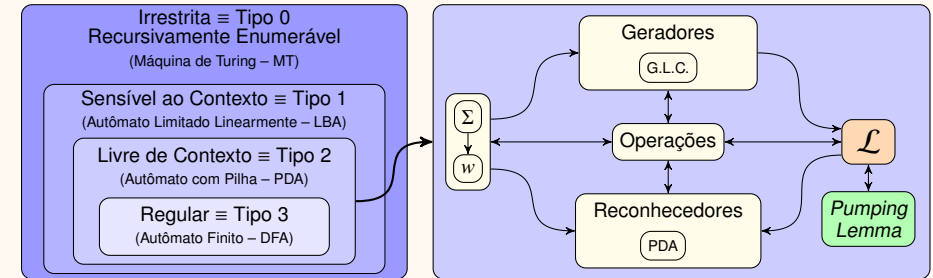 Irrestrita ≡ Tipo 0
Recursivamente Enumerável
(Máquina de Turing – MT)
Sensível ao Contexto ≡ Tipo 1
(Autômato Limitado Linearmente – LBA)
Livre de Contexto ≡ Tipo 2
(Autômato com Pilha – PDA)
Regular ≡ Tipo 3
(Autômato Finito – DFA)
Σ
w
Geradores
G.L.C.
Operações
Reconhecedores
PDA
ℒ
Pumping
Lemma